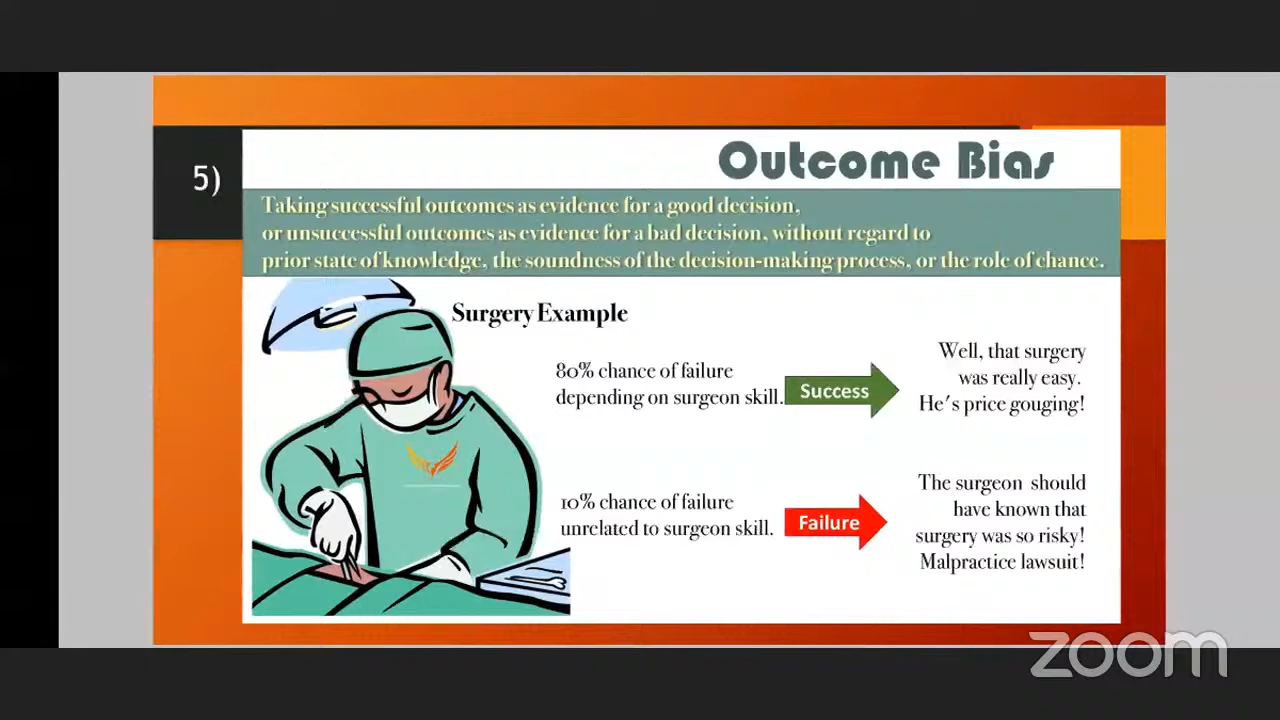 5)
Outcome Bias
Taking successful outcomes as evidence for a good decision,
or unsuccessful outcomes as evidence for a bad decision, without regard to
prior state of knowledge, the soundness of the decision-making process, or the role of chance.
Surgery Example
80% chance of failure
depending on surgeon skill.
Success
Well, that surgery
was really easy.
He's price gouging!
10% chance of failure
unrelated to surgeon skill.
Failure
The surgeon should
have known that
surgery was so risky!
Malpractice lawsuit!
zoom